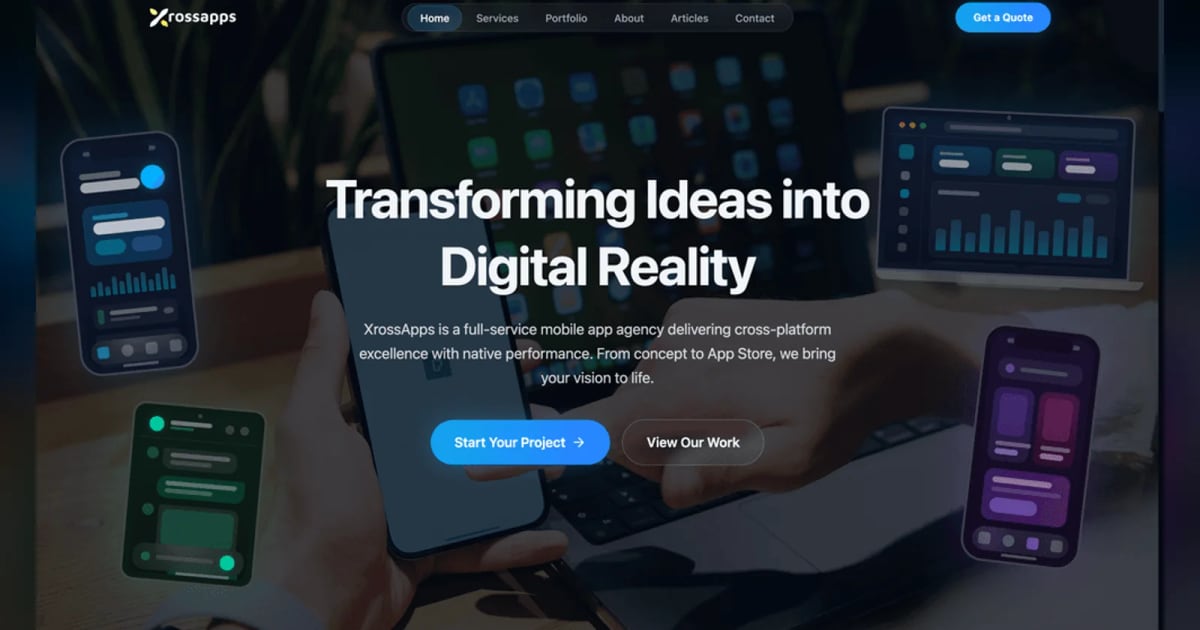 Xrossapps
Home Services Portfolio About Articles Contact
Get a Quote
Transforming Ideas into
Digital Reality
XrossApps is a full-service mobile app agency delivering cross-platform
excellence with native performance. From concept to App Store, we bring
your vision to life.
Start Your Project →
View Our Work